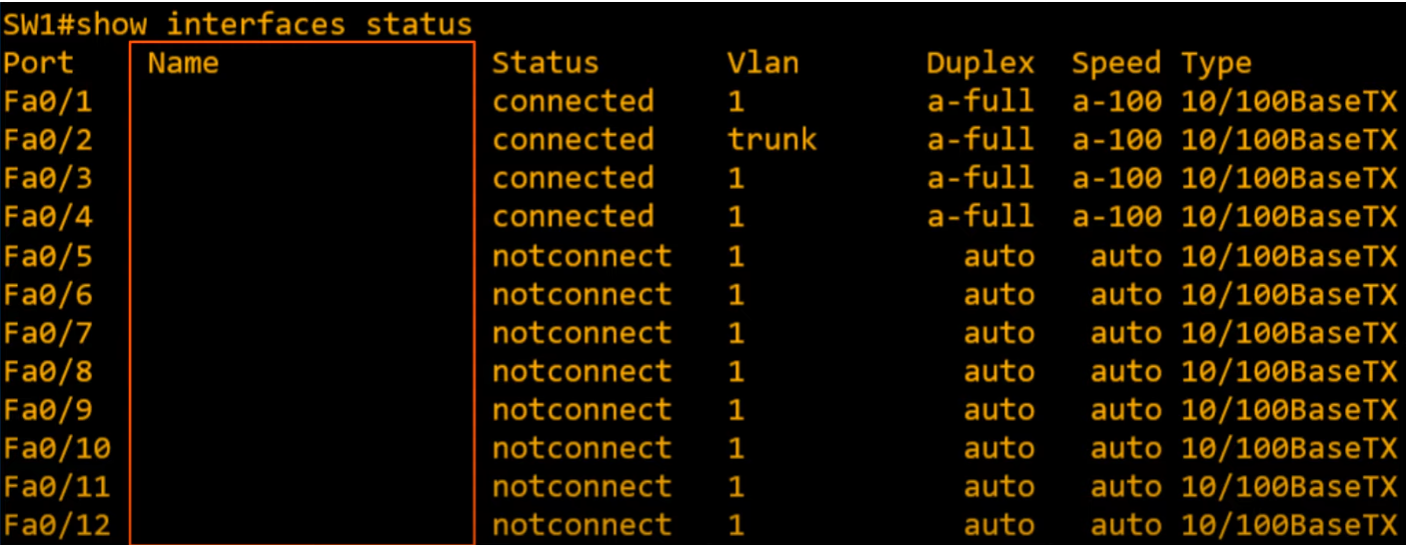 SW1#show interfaces status
Port Name Status Vlan Duplex Speed Type
Fa0/1 connected 1 a-full a-100 10/100BaseTX
Fa0/2 connected trunk a-full a-100 10/100BaseTX
Fa0/3 connected 1 a-full a-100 10/100BaseTX
Fa0/4 connected 1 a-full a-100 10/100BaseTX
Fa0/5 notconnect 1 auto auto 10/100BaseTX
Fa0/6 notconnect 1 auto auto 10/100BaseTX
Fa0/7 notconnect 1 auto auto 10/100BaseTX
Fa0/8 notconnect 1 auto auto 10/100BaseTX
Fa0/9 notconnect 1 auto auto 10/100BaseTX
Fa0/10 notconnect 1 auto auto 10/100BaseTX
Fa0/11 notconnect 1 auto auto 10/100BaseTX
Fa0/12 notconnect 1 auto auto 10/100BaseTX